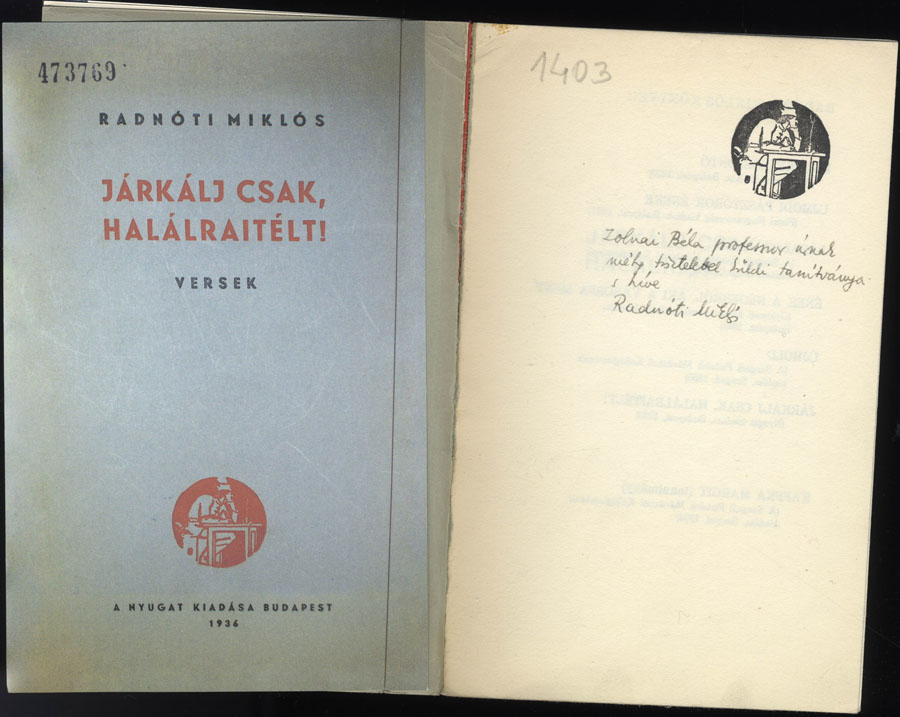 473769
RADNÓTI MIKLÓS
JÁRKÁLJ CSAK,
HALÁLRAITÉLT!
VERSEK
A NYUGAT KIADÁSA BUDAPEST
1936
1403
Zolnai Béla professor úrnak
mély tisztelettel küldi tanítványa
s híve
Radnóti Miklós